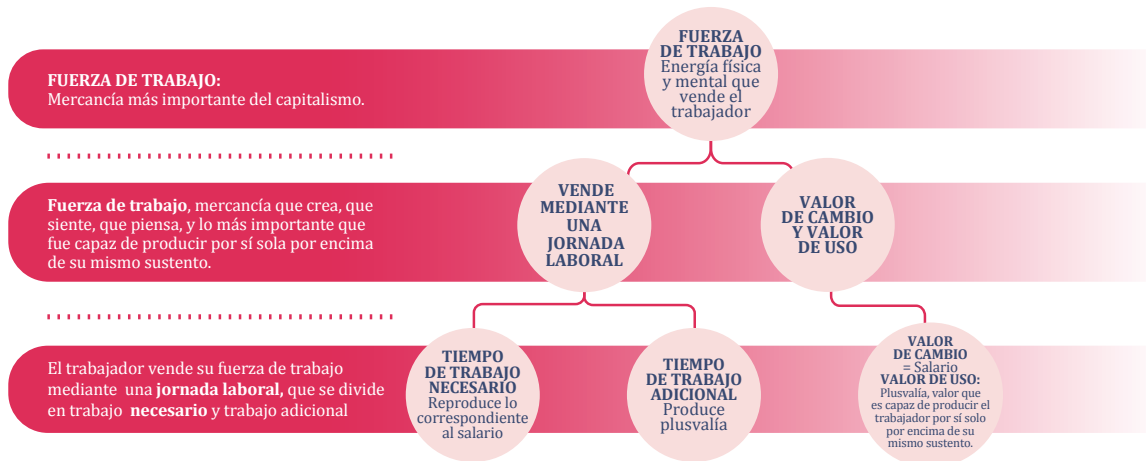 FUERZA DE TRABAJO:
Mercancía más importante del capitalismo.
FUERZA
DE TRABAJO
Energía física
y mental que
vende el
trabajador
Fuerza de trabajo, mercancía que crea, que
siente, que piensa, y lo más importante que
fue capaz de producir por sí sola por encima
de su mismo sustento.
VENDE
MEDIANTE
UNA
JORNADA
LABORAL
VALOR
DE CAMBIO
Y VALOR
DE USO
El trabajador vende su fuerza de trabajo
mediante una jornada laboral, que se divide
en trabajo necesario y trabajo adicional
TIEMPO
DE TRABAJO
NECESARIO
Reproduce lo
correspondiente
al salario
TIEMPO
DE TRABAJO
ADICIONAL
Produce
plusvalía
VALOR
DE CAMBIO
= Salario
VALOR DE USO:
Plusvalía, valor que
es capaz de producir el
trabajador por sí solo
por encima de su
mismo sustento.